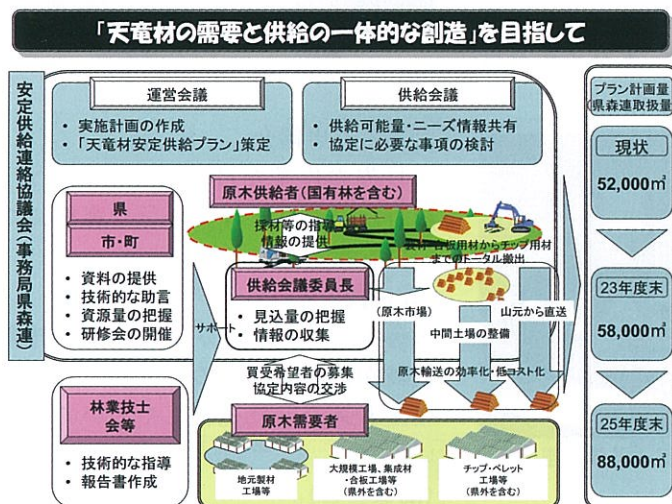 「天竜材の需要と供給の一体的な創造」を目指して
安定供給連絡協議会(事務局県森連)
運営会議
・ 実施計画の作成
・ 「天竜材安定供給プラン」策定
供給会議
・ 供給可能量・ニーズ情報共有
・ 協定に必要な事項の検討
県
市・町
・ 資料の提供
・ 技術的な助言
・ 資源量の把握
・ 研修会の開催
林業技士
会等
・ 技術的な指導
・ 報告書作成
サポート
原木供給者(国有林を含む)
採材等の指導
情報の提供
製材・合板用材からチップ用材
までのトータル搬出
供給会議委員長
・ 見込量の把握
・ 情報の収集
(原木市場)
中間土場の整備
山元から直送
原木輸送の効率化・低コスト化
買受希望者の募集
協定内容の交渉
原木需要者
地元製材
工場等
大規模工場、集成材
・合板工場等
(県外を含む)
チップ・ペレット
工場等
(県外を含む)
プラン計画量
(県森連取扱量)
現状
52,000㎥
23年度末
58,000㎥
25年度末
88,000㎥